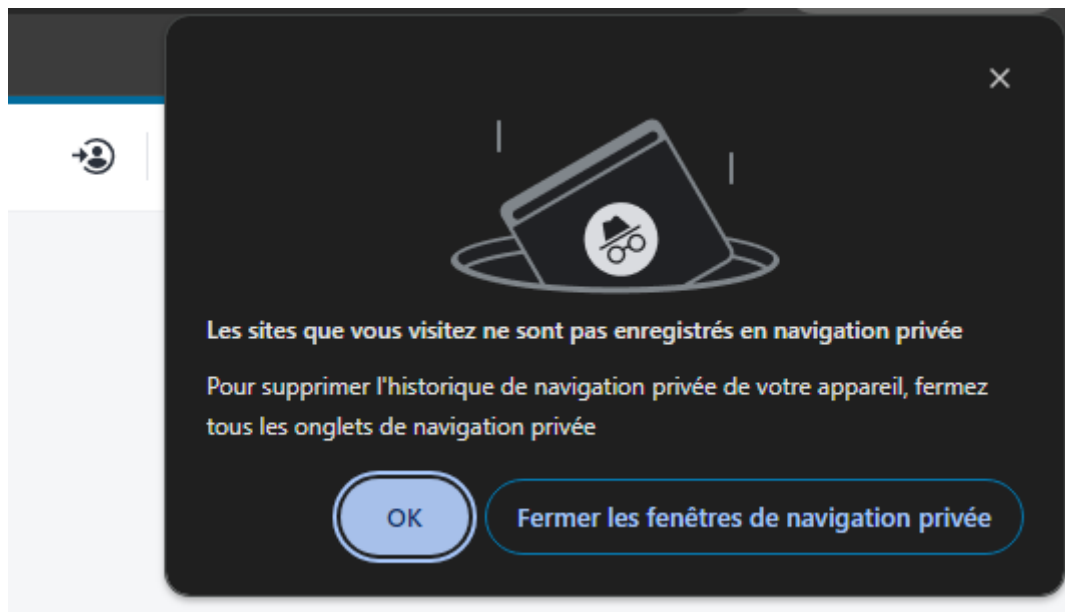 Les sites que vous visitez ne sont pas enregistrés en navigation privée
Pour supprimer l'historique de navigation privée de votre appareil, fermez
tous les onglets de navigation privée
OK
Fermer les fenêtres de navigation privée